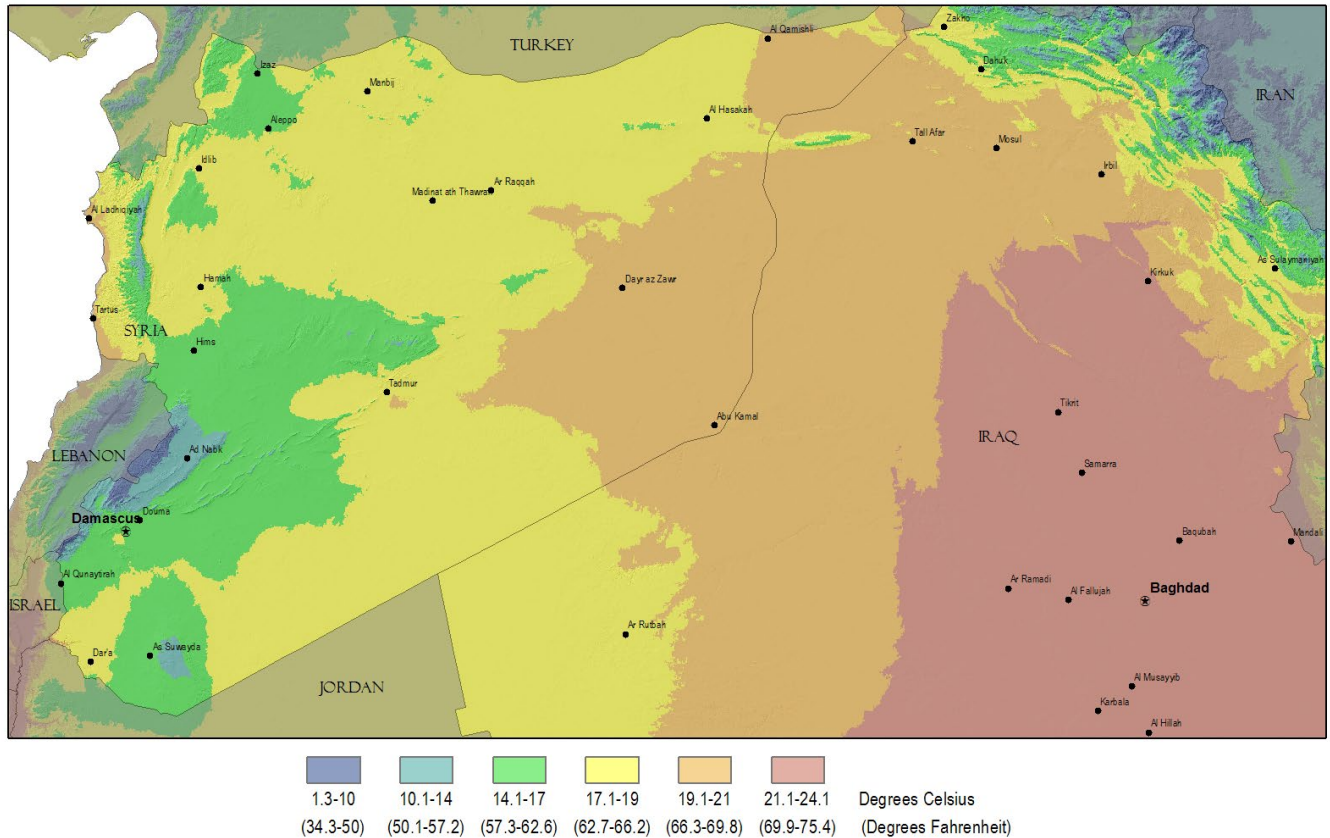 TURKEY
Zakho
Al Qamishli
Izaz
Manbij
Dahuk
IRAN
Al Hasakah
Aleppo
Tall Afar
Mosul
Idlib
Irbil
Ar Raqqah
Madinat ath Thawrah
Al Ladhiqiyah
As Sulaymaniyah
Hamah
Dayr az Zawr
Kirkuk
Tartus
SYRIA
Hims
Tadmur
Tikrit
Abu Kamal
IRAQ
LEBANON
Ad Nabk
Samarra
Damascus
Douma
Baqubah
Mandali
Al Qunaytirah
Ar Ramadi
Al Fallujah
Baghdad
ISRAEL
Ar Rutbah
As Suwayda
Dar'a
JORDAN
Al Musayyib
Karbala
Al Hillah
1.3-10 10.1-14 14.1-17 17.1-19 19.1-21 21.1-24.1 Degrees Celsius
(34.3-50) (50.1-57.2) (57.3-62.6) (62.7-66.2) (66.3-69.8) (69.9-75.4) (Degrees Fahrenheit)